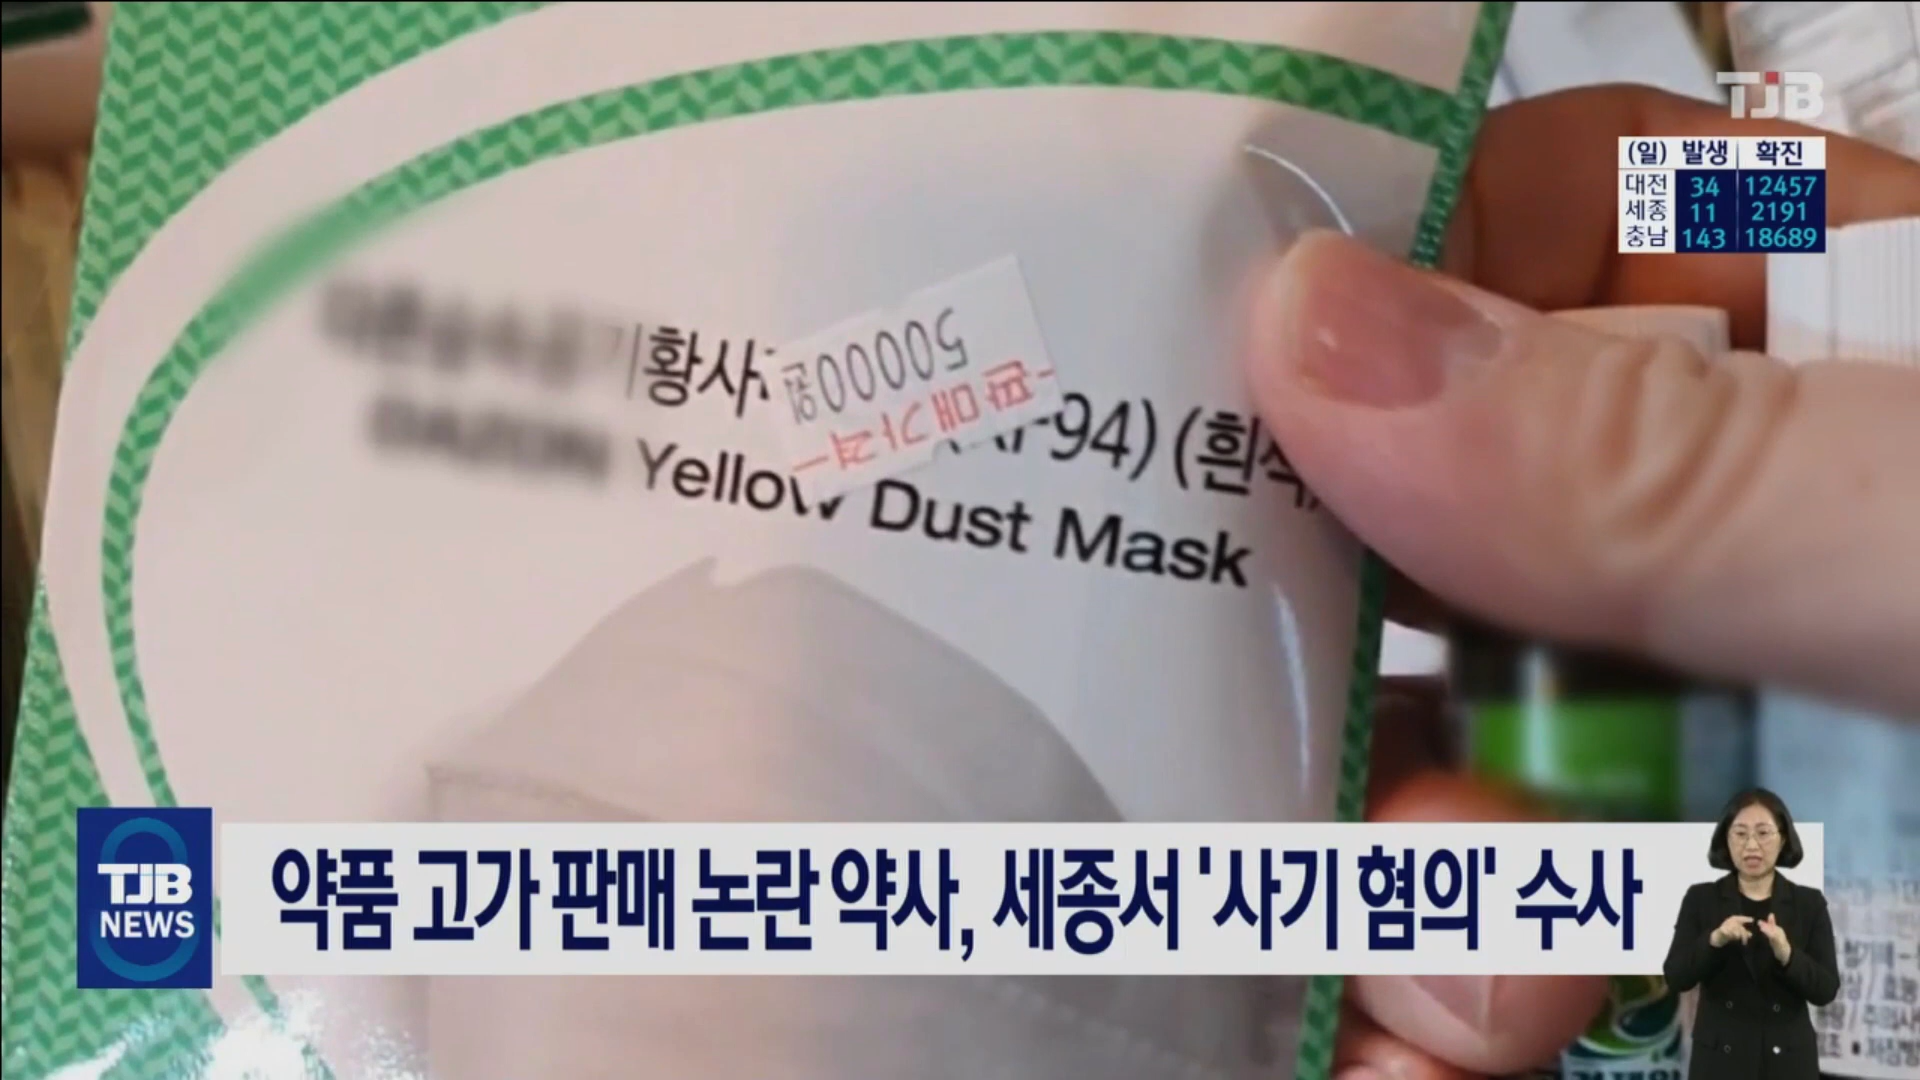 TJB
(일) 발생 확진
대전 34 12457
세종 11 2191
충남 143 18689
황사
50000원
판매가격
94) (흰색
Yellow Dust Mask
TJB
NEWS
약품 고가 판매 논란 약사, 세종서 '사기 혐의' 수사